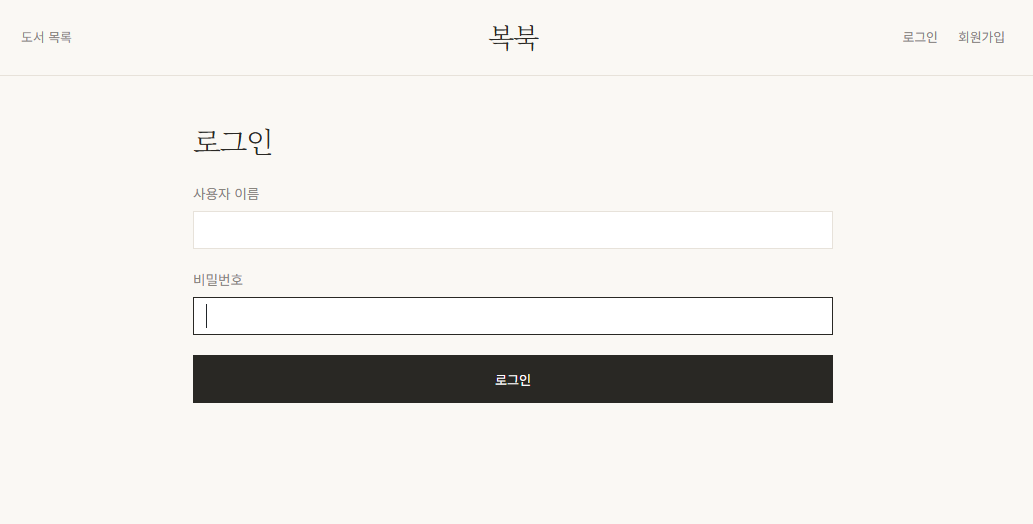 도서 목록
복북
로그인 회원가입
로그인
사용자 이름
비밀번호
로그인